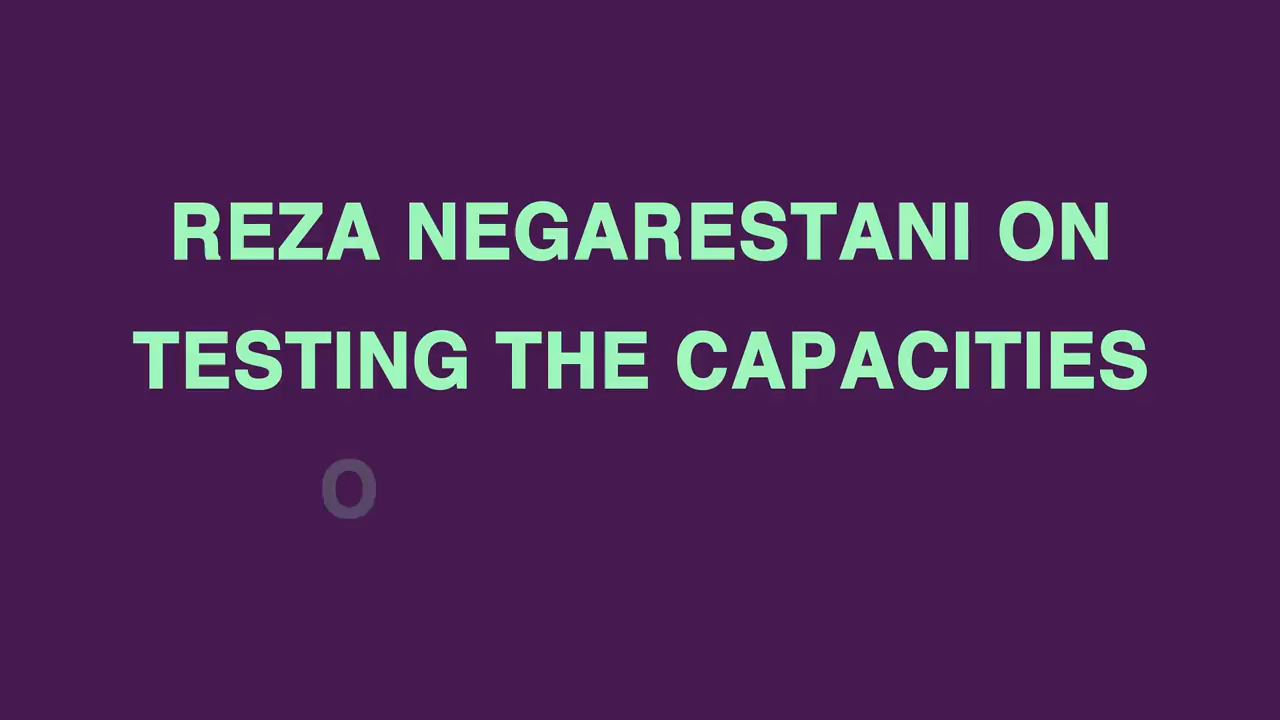 REZA NEGARESTANI ON
TESTING THE CAPACITIES
O